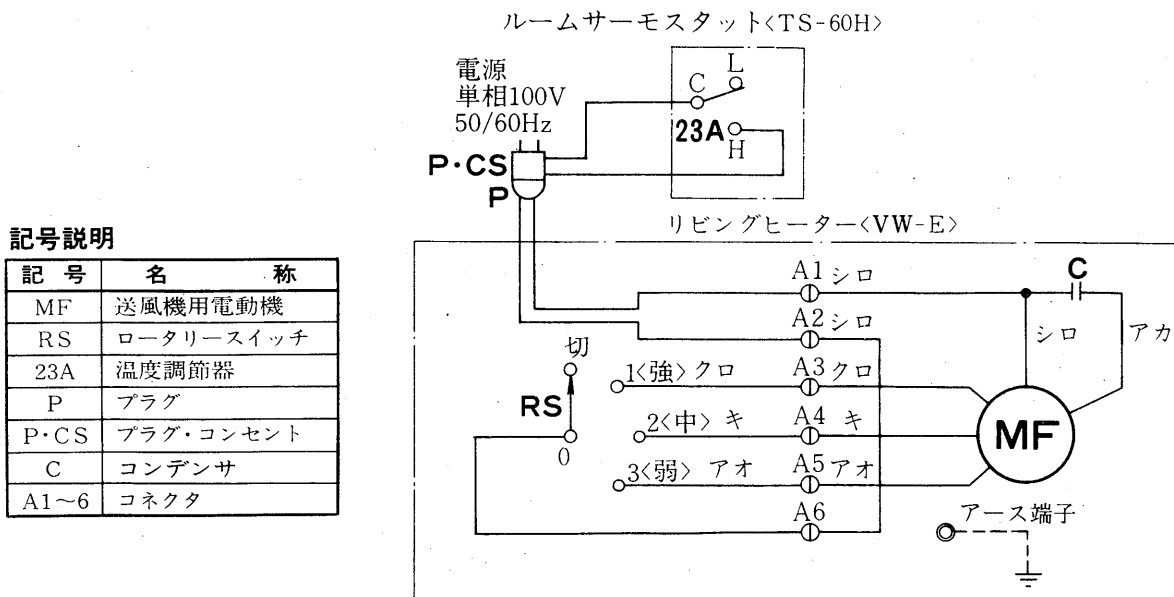 ルームサーモスタット<TS-60H>
電源
単相100V
50/60Hz
L
C
23A
H
P・CS
P
リビングヒーター<VW-E>
記号説明
記 号 名 称
MF 送風機用電動機
RS ロータリースイッチ
23A 温度調節器
P プラグ
P・CS プラグ・コンセント
C コンデンサ
A1～6 コネクタ
A1 シロ
C
A2 シロ
シロ
アカ
切
1<強> クロ A3 クロ
RS
2<中> キ A4 キ
MF
0
3<弱> アオ A5 アオ
A6
アース端子